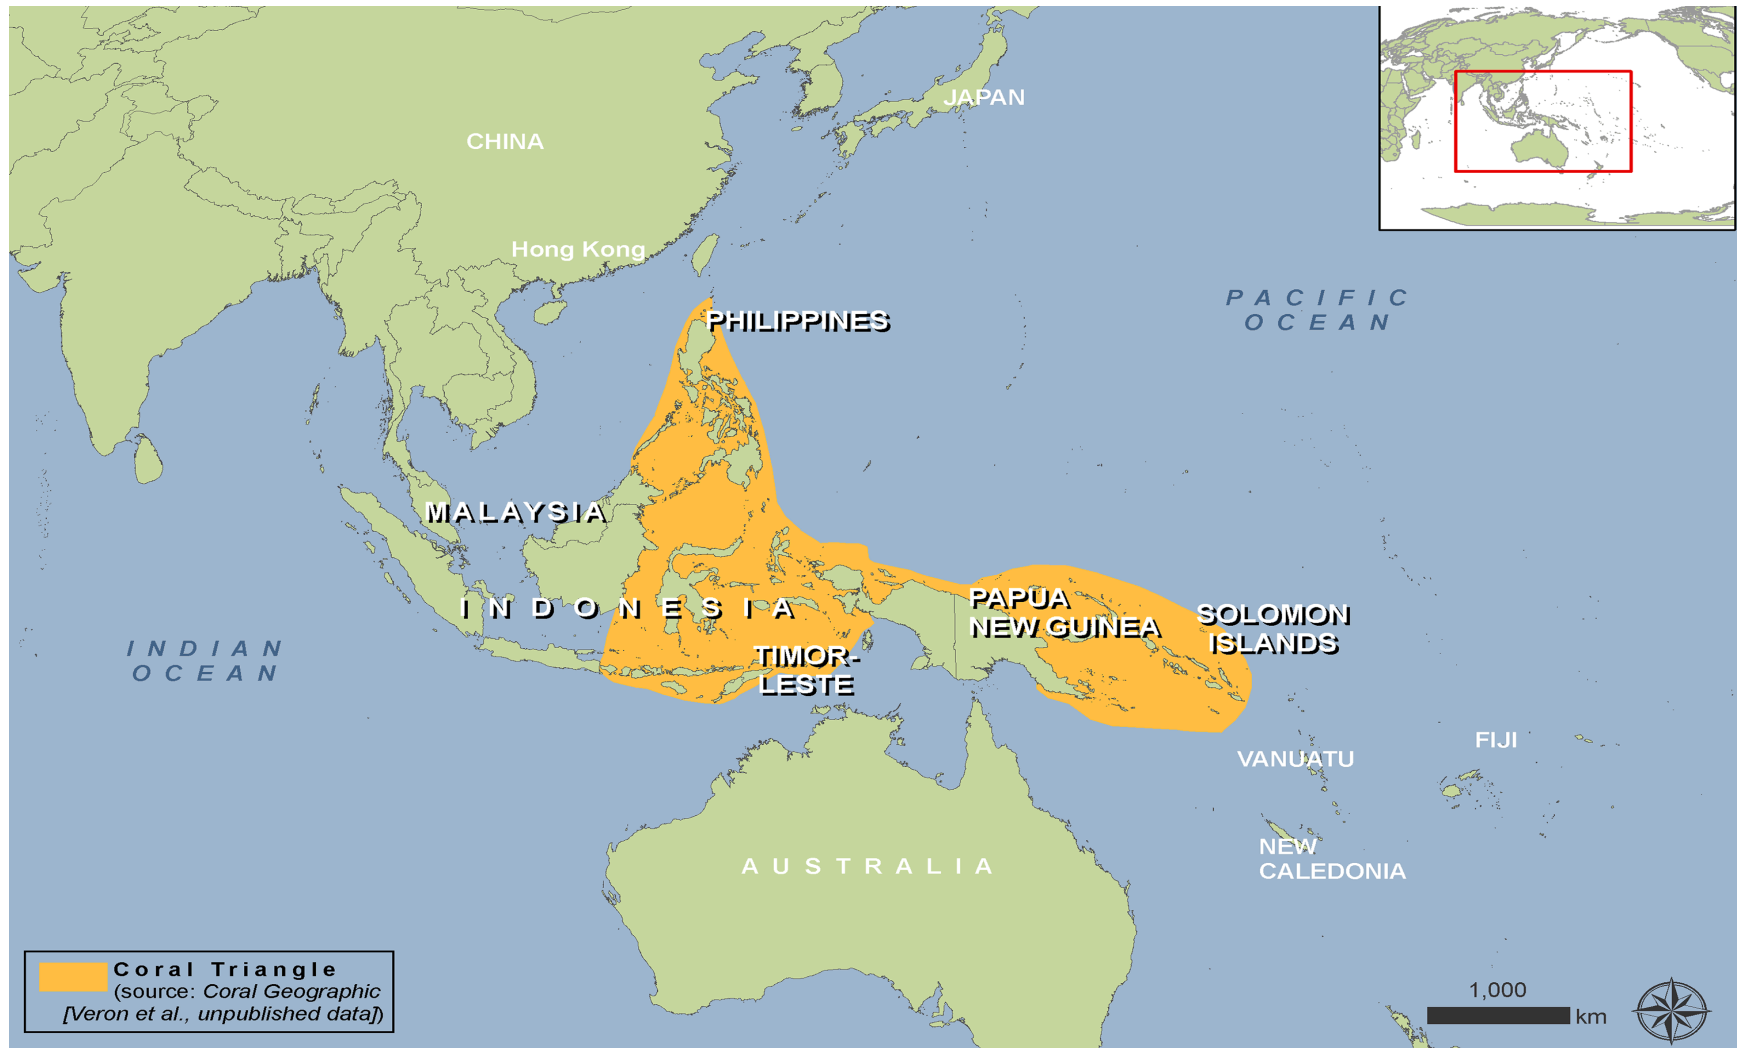 JAPAN
CHINA
Hong Kong
PACIFIC
OCEAN
PHILIPPINES
MALAYSIA
INDONESIA
PAPUA
NEW GUINEA
SOLOMON
ISLANDS
INDIAN
OCEAN
TIMOR-
LESTE
VANUATU
FIJI
NEW
CALEDONIA
AUSTRALIA
Coral Triangle
(source: Coral Geographic
[Veron et al., unpublished data])
1,000
km